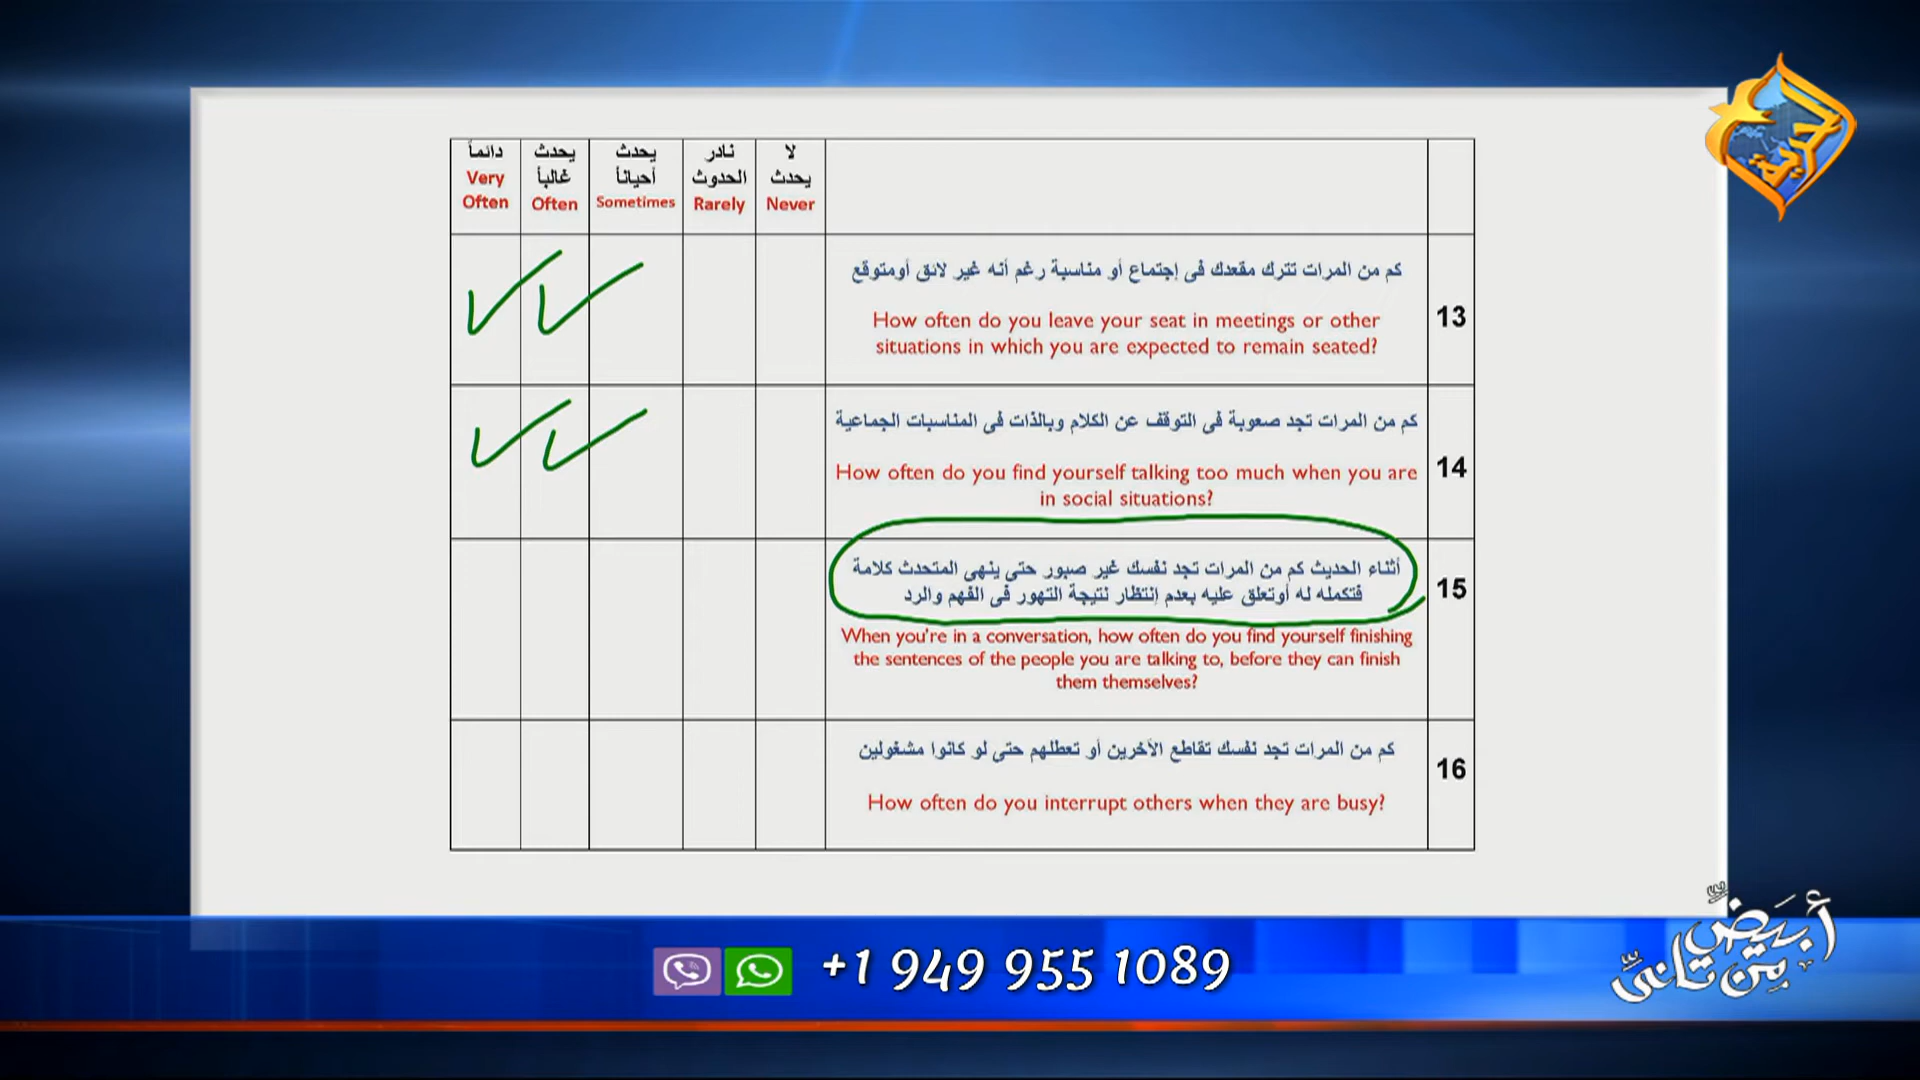 الحرية
لا
يحدث
Never
نادر
الحدوث
Rarely
يحدث
أحياناً
Sometimes
يحدث
غالباً
Often
دائماً
Very
Often
13
كم من المرات تترك مقعدك فى إجتماع أو مناسبة رغم أنه غير لائق أومتوقع
How often do you leave your seat in meetings or other
situations in which you are expected to remain seated?
14
كم من المرات تجد صعوبة فى التوقف عن الكلام وبالذات فى المناسبات الجماعية
How often do you find yourself talking too much when you are
in social situations?
15
أثناء الحديث كم من المرات تجد نفسك غير صبور حتى ينهى المتحدث كلامة
فتكمله له أوتعلق عليه بعدم إنتظار نتيجة التهور فى الفهم والرد
When you're in a conversation, how often do you find yourself finishing
the sentences of the people you are talking to, before they can finish
them themselves?
16
كم من المرات تجد نفسك تقاطع الآخرين أو تعطلهم حتى لو كانوا مشغولين
How often do you interrupt others when they are busy?
+1 949 955 1089
أبيضّ
من تانىّ